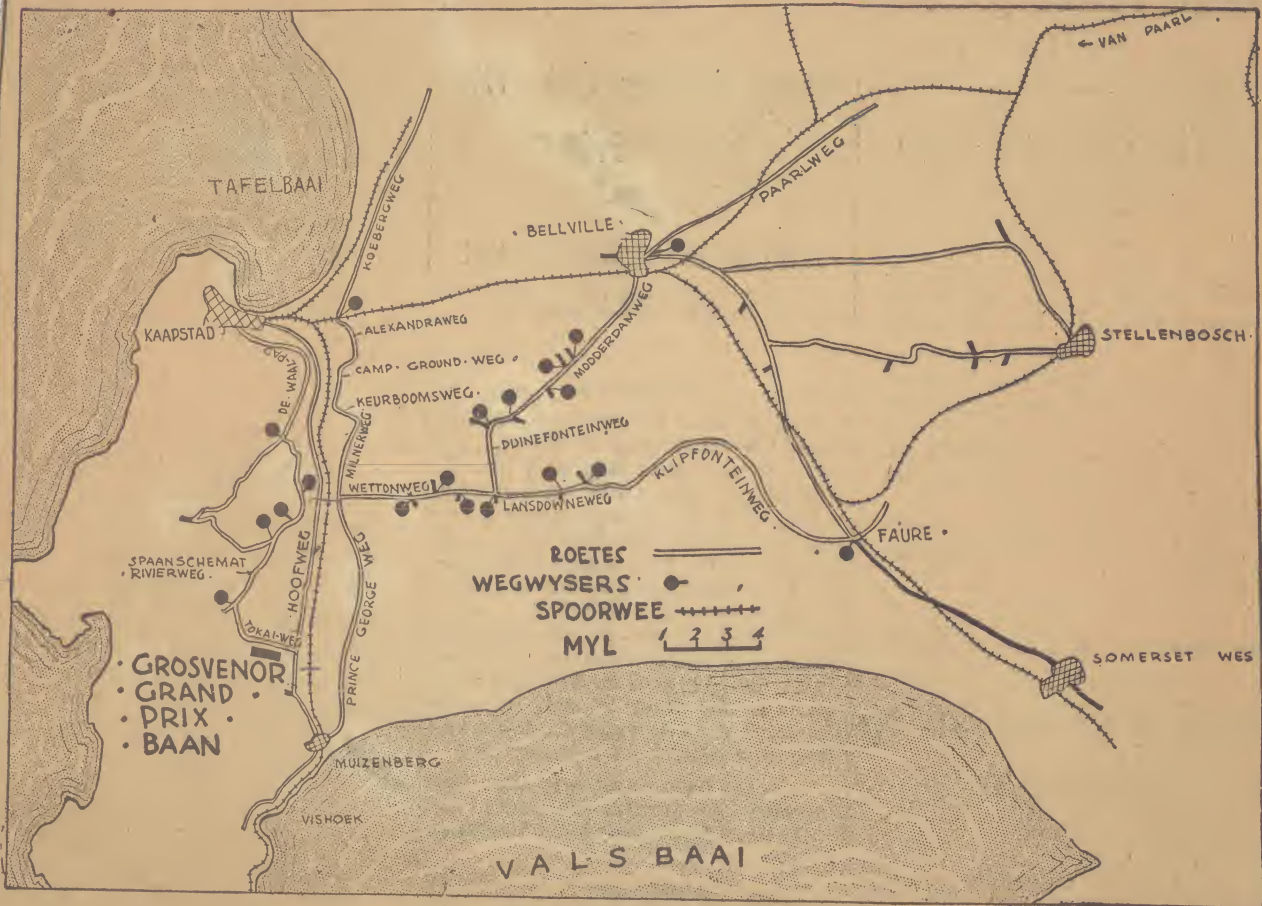 ← VAN PAARL
TAFELBAAI
KOEBERGWEG
PAARLWEG
· BELLVILLE ·
KAAPSTAD
ALEXANDRAWEG
MODDERDAMWEG
STELLENBOSCH ·
DE WAAL-PAD
CAMP · GROUND · WEG ·
KEURBOOMSWEG ·
MILNERWEG
DUINEFONTEINWEG
WETTONWEG
LANSDOWNEWEG
KLIPFONTEINWEG ·
FAURE ·
SPAANSCHEMAT
· RIVIERWEG ·
HOOFWEG
PRINCE GEORGE WEG
TOKAI-WEG
ROETES
WEGWYSERS
SPOORWEE
MYL 1 2 3 4
· GROSVENOR
· GRAND ·
· PRIX ·
· BAAN
SOMERSET WES
MUIZENBERG
VISHOEK
VALSBAAI